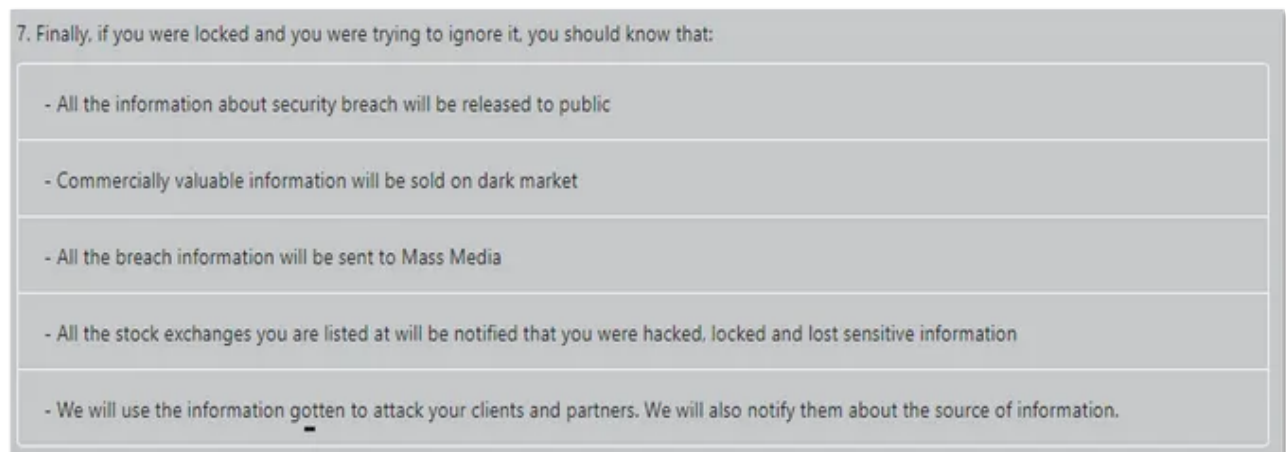 7. Finally, if you were locked and you were trying to ignore it, you should know that:
- All the information about security breach will be released to public
- Commercially valuable information will be sold on dark market
- All the breach information will be sent to Mass Media
- All the stock exchanges you are listed at will be notified that you were hacked, locked and lost sensitive information
- We will use the information gotten to attack your clients and partners. We will also notify them about the source of information.